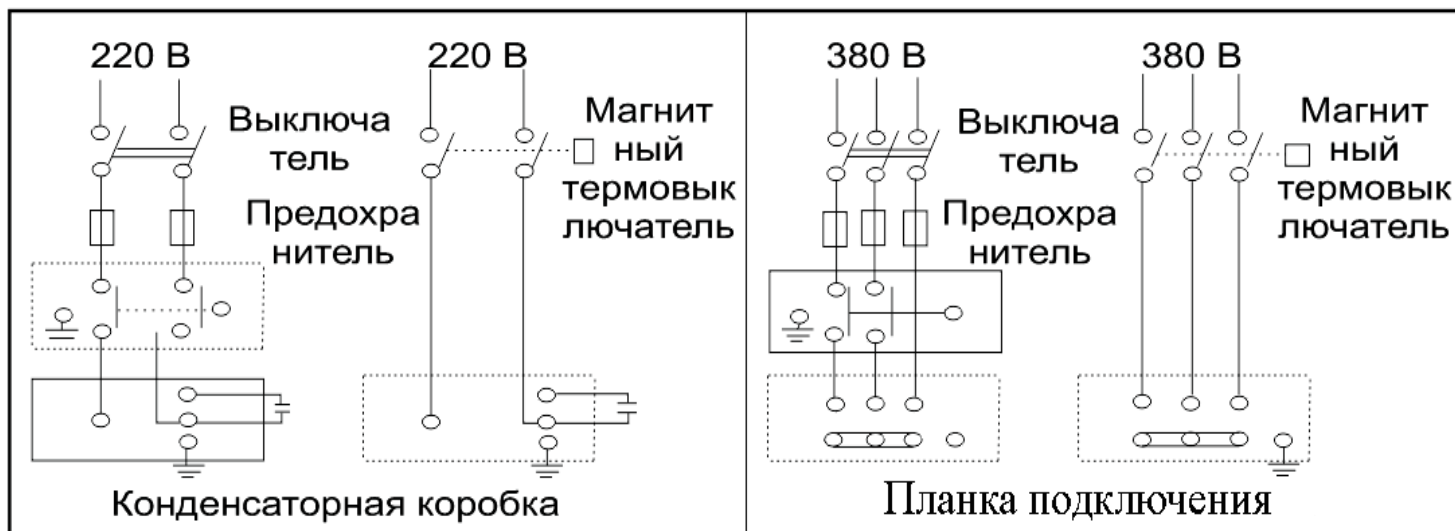 220 В
220 В
Выключа
тель
Магнит
ный
термовык
лючатель
Предохра
нитель
Конденсаторная коробка
380 В
380 В
Выключа
тель
Магнит
ный
термовык
лючатель
Предохра
нитель
Планка подключения